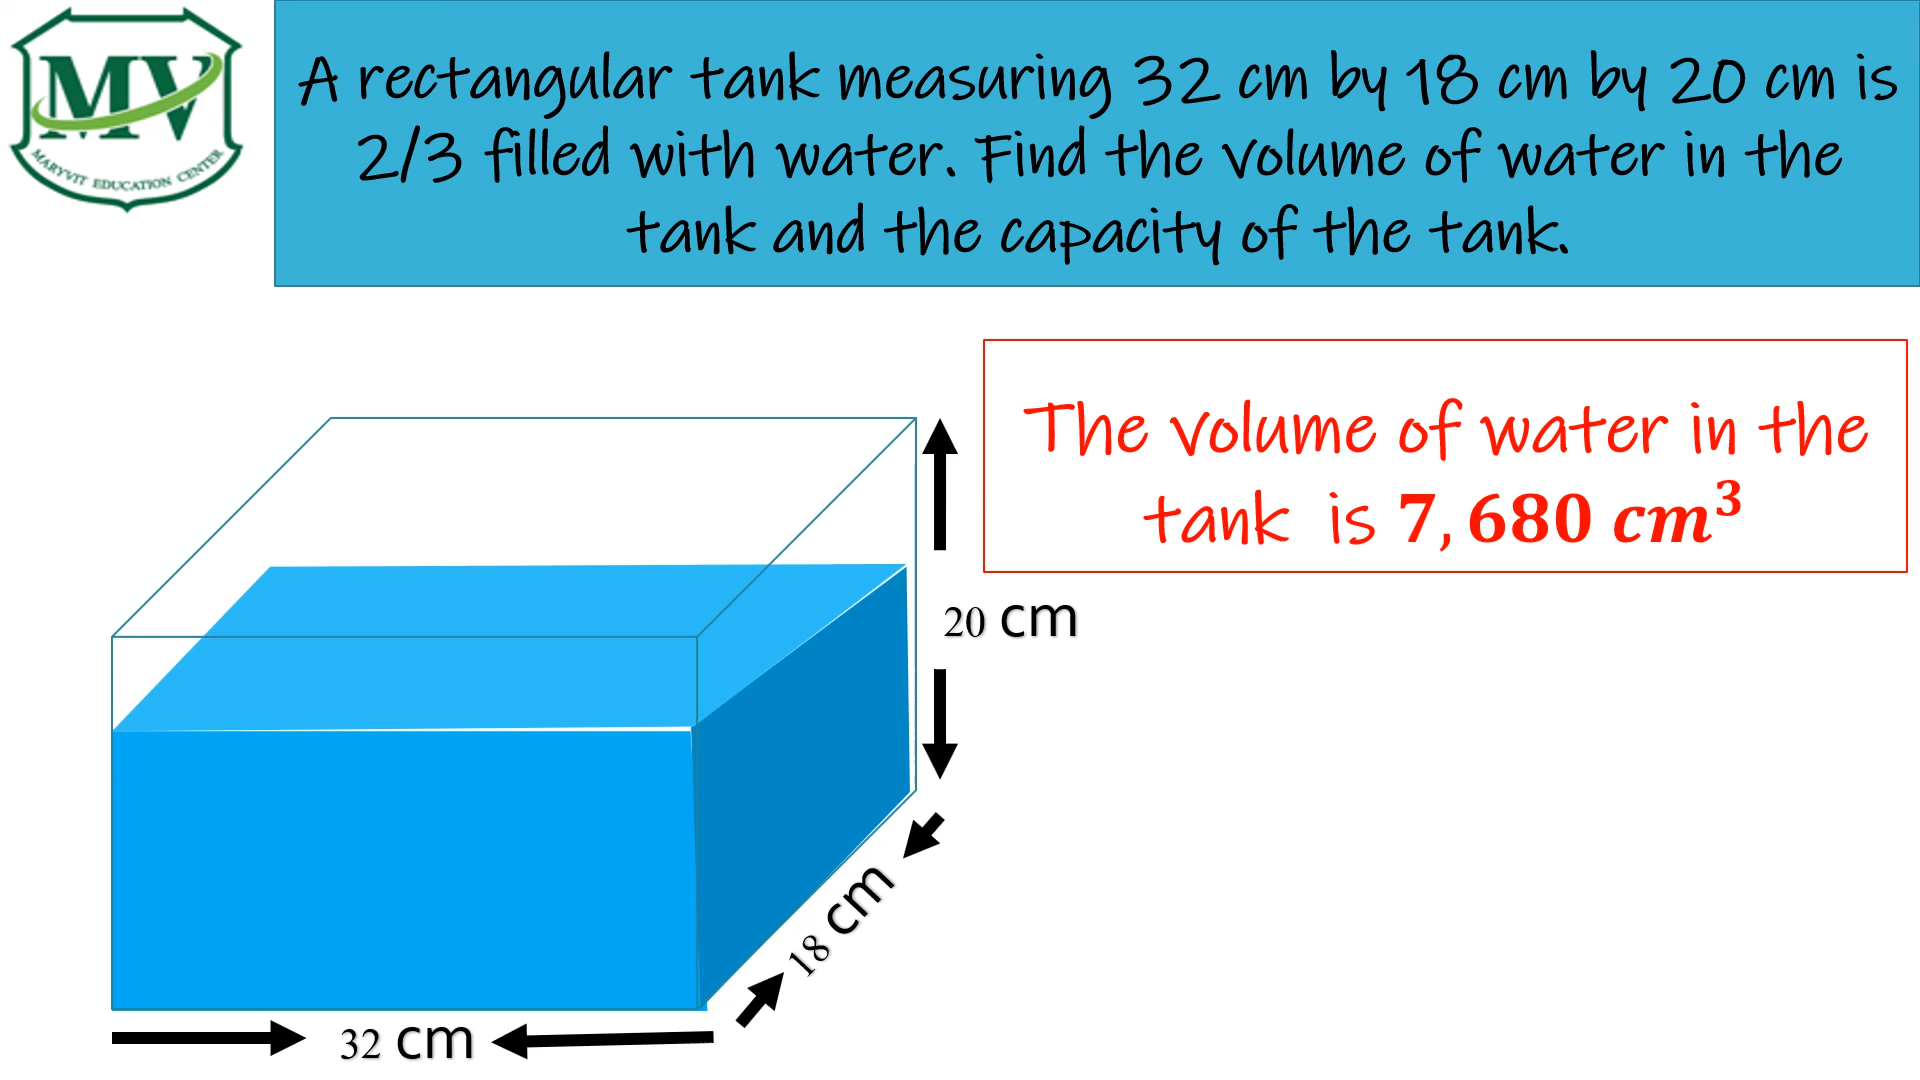 MV
MARYVIT EDUCATION CENTER
A rectangular tank measuring 32 cm by 18 cm by 20 cm is
2/3 filled with water. Find the volume of water in the
tank and the capacity of the tank.
The volume of water in the
tank is 7,680 cm³
20 cm
18 cm
32 cm